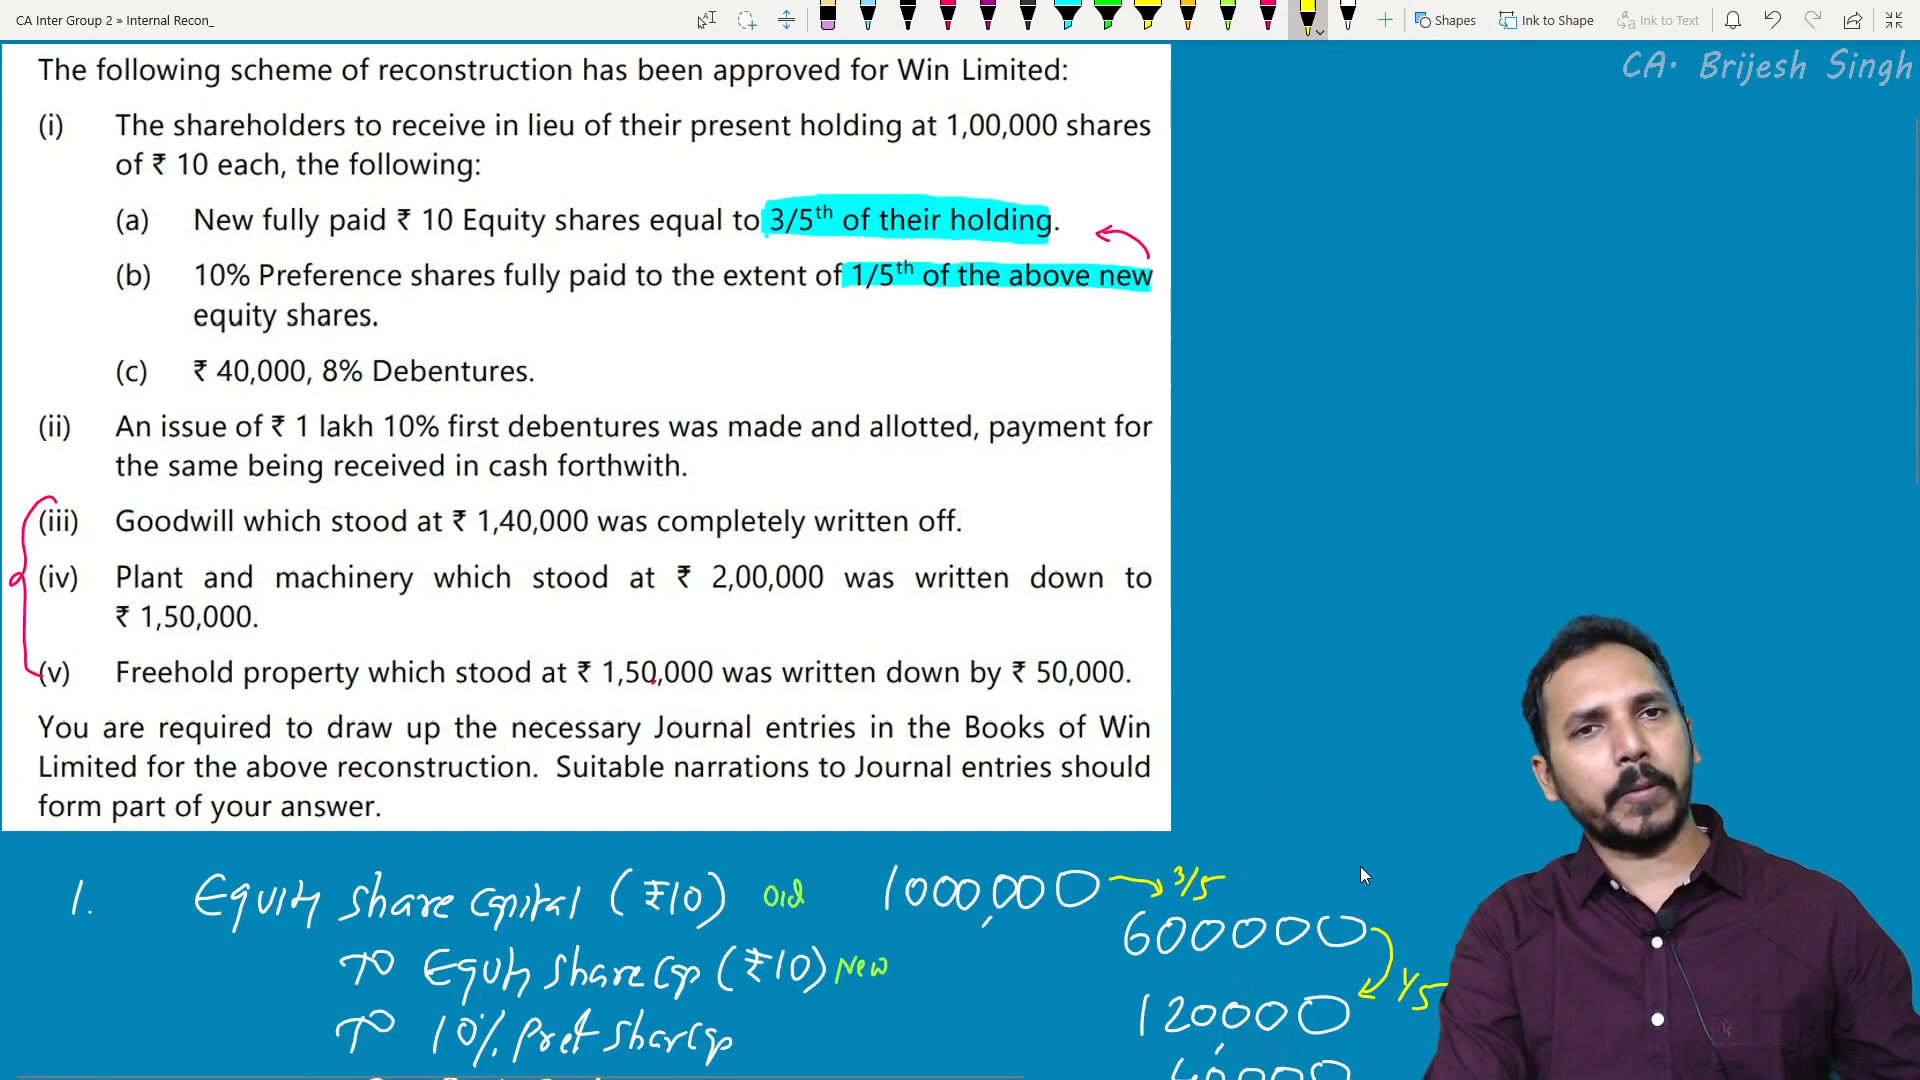 CA Inter Group 2 » Internal Recon_
Shapes
Ink to Shape
Ink to Text
CA. Brijesh Singh
The following scheme of reconstruction has been approved for Win Limited:
(i) The shareholders to receive in lieu of their present holding at 1,00,000 shares
of ₹ 10 each, the following:
(a) New fully paid ₹ 10 Equity shares equal to 3/5th of their holding.
(b) 10% Preference shares fully paid to the extent of 1/5th of the above new
equity shares.
(c) ₹ 40,000, 8% Debentures.
(ii) An issue of ₹ 1 lakh 10% first debentures was made and allotted, payment for
the same being received in cash forthwith.
(iii) Goodwill which stood at ₹ 1,40,000 was completely written off.
(iv) Plant and machinery which stood at ₹ 2,00,000 was written down to
₹ 1,50,000.
(v) Freehold property which stood at ₹ 1,50,000 was written down by ₹ 50,000.
You are required to draw up the necessary Journal entries in the Books of Win
Limited for the above reconstruction. Suitable narrations to Journal entries should
form part of your answer.
1. Equity Share Capital (₹10) Old 1000,000 3/5
600000
To Equity Share Cap (₹10) New
1/5
120,000
To 10% Pref Share Cap